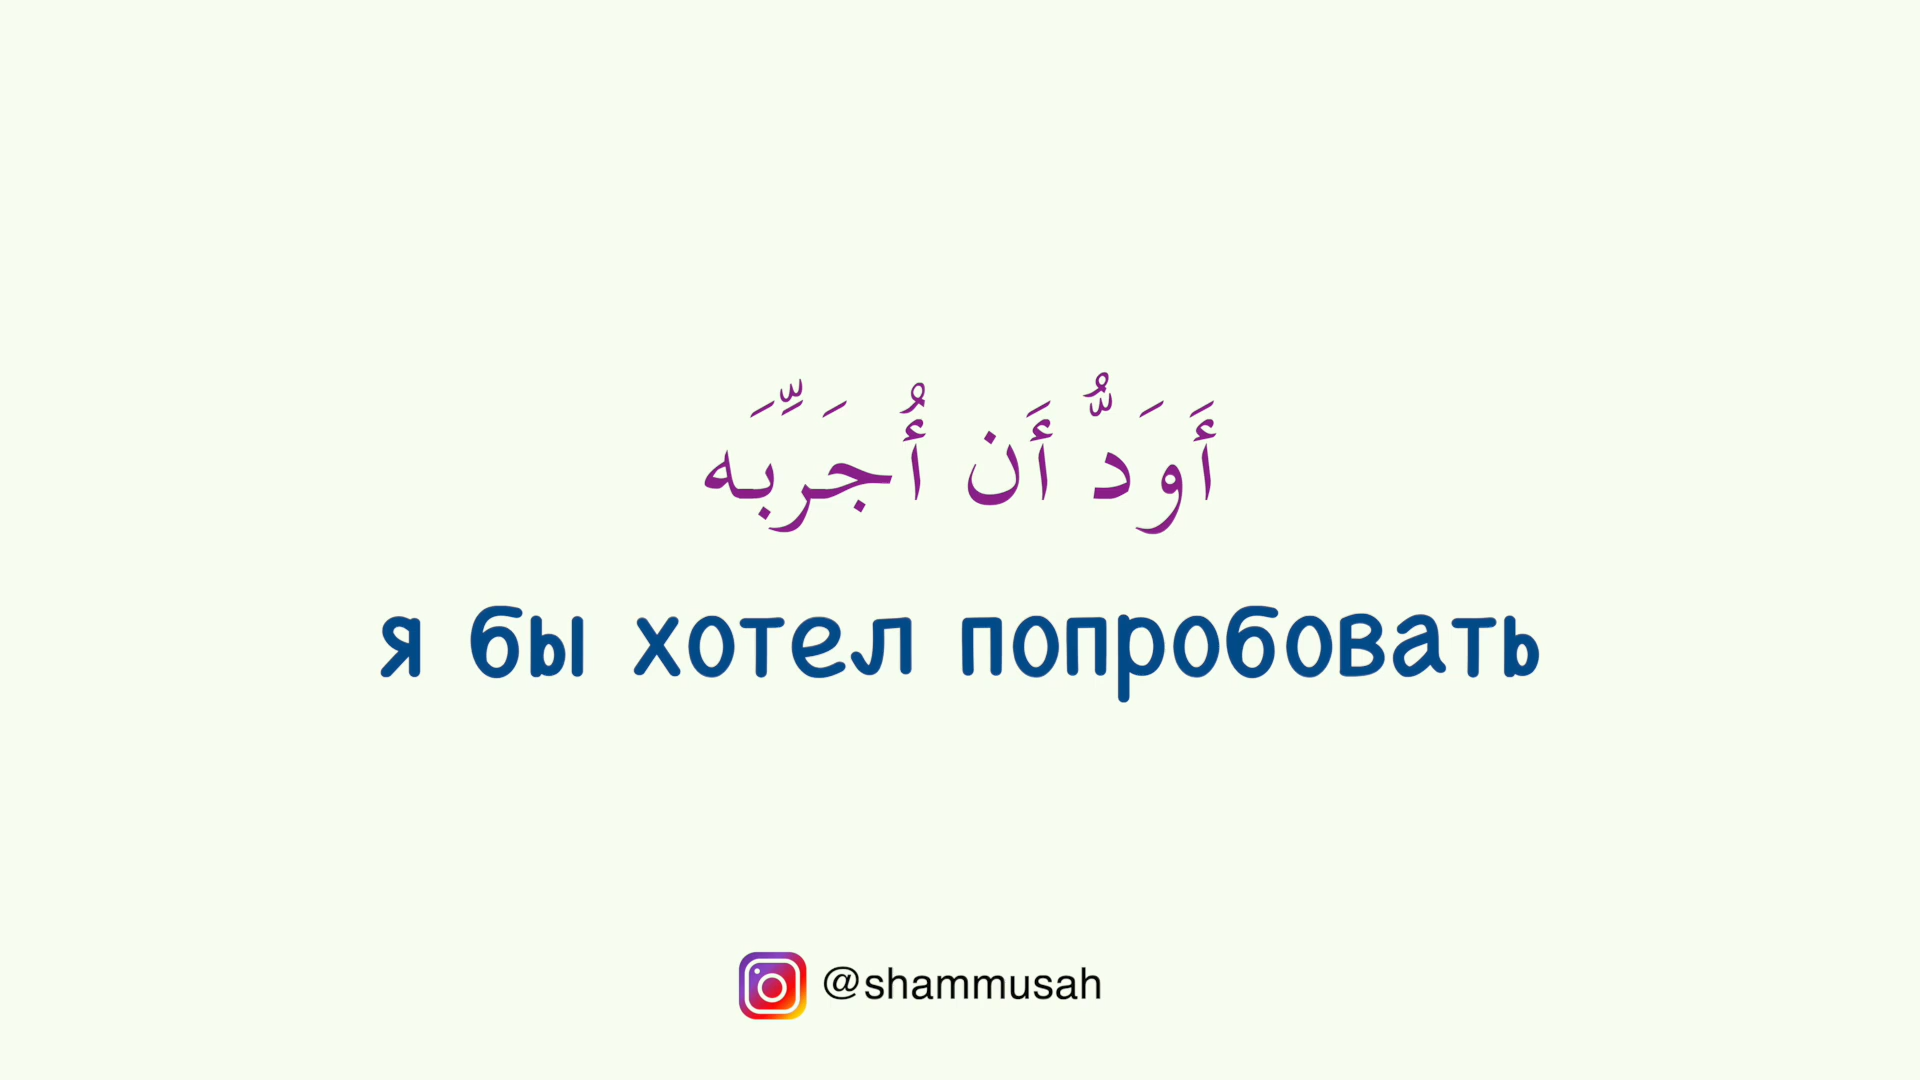 أَوَدُّ أَن أُجَرِّبَه
я бы хотел попробовать
@shammusah